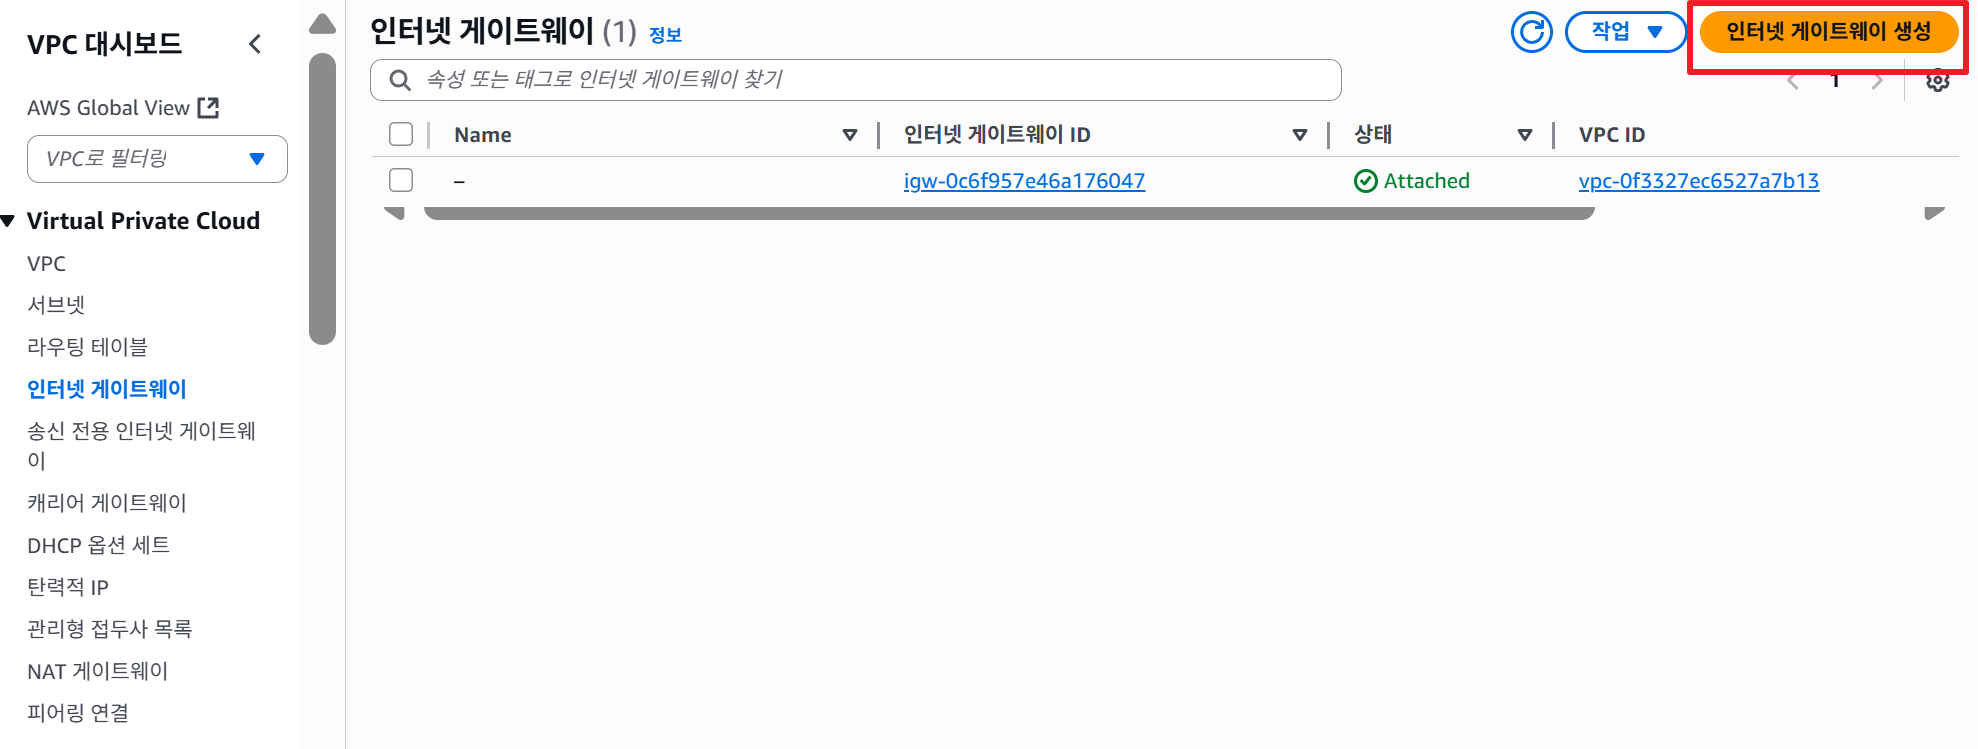 VPC 대시보드
AWS Global View
VPC로 필터링
Virtual Private Cloud
VPC
서브넷
라우팅 테이블
인터넷 게이트웨이
송신 전용 인터넷 게이트웨
이
캐리어 게이트웨이
DHCP 옵션 세트
탄력적 IP
관리형 접두사 목록
NAT 게이트웨이
피어링 연결
인터넷 게이트웨이 (1) 정보
작업
인터넷 게이트웨이 생성
속성 또는 태그로 인터넷 게이트웨이 찾기
1
Name 인터넷 게이트웨이 ID 상태 VPC ID
– igw-0c6f957e46a176047 Attached vpc-0f3327ec6527a7b13